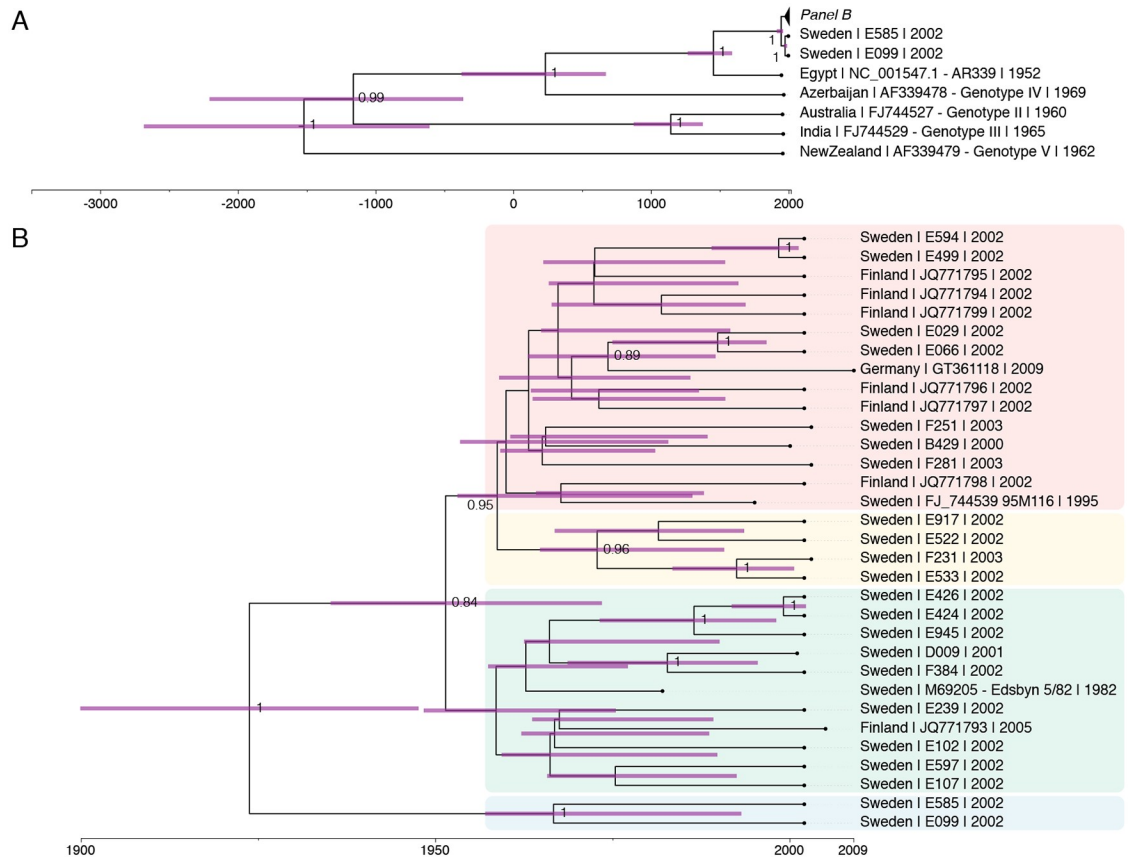 A
Panel B
Sweden | E585 | 2002
1
Sweden | E099 | 2002
1
1
Egypt | NC_001547.1 - AR339 | 1952
1
Azerbaijan | AF339478 - Genotype IV | 1969
0.99
Australia | FJ744527 - Genotype II | 1960
1
1
India | FJ744529 - Genotype III | 1965
NewZealand | AF339479 - Genotype V | 1962
-3000 -2000 -1000 0 1000 2002
B
Sweden | E594 | 2002
1
Sweden | E499 | 2002
Finland | JQ771795 | 2002
Finland | JQ771794 | 2002
Finland | JQ771799 | 2002
Sweden | E029 | 2002
1
Sweden | E066 | 2002
0.89
Germany | GT361118 | 2009
Finland | JQ771796 | 2002
Finland | JQ771797 | 2002
Sweden | F251 | 2003
Sweden | B429 | 2000
Sweden | F281 | 2003
Finland | JQ771798 | 2002
Sweden | FJ_744539 95M116 | 1995
0.95
Sweden | E917 | 2002
Sweden | E522 | 2002
0.96
Sweden | F231 | 2003
1
Sweden | E533 | 2002
Sweden | E426 | 2002
0.84
1
Sweden | E424 | 2002
1
Sweden | E945 | 2002
Sweden | D009 | 2001
1
Sweden | F384 | 2002
Sweden | M69205 - Edsbyn 5/82 | 1982
1
Sweden | E239 | 2002
Finland | JQ771793 | 2005
Sweden | E102 | 2002
Sweden | E597 | 2002
Sweden | E107 | 2002
Sweden | E585 | 2002
1
Sweden | E099 | 2002
1900 1950 2000 2009